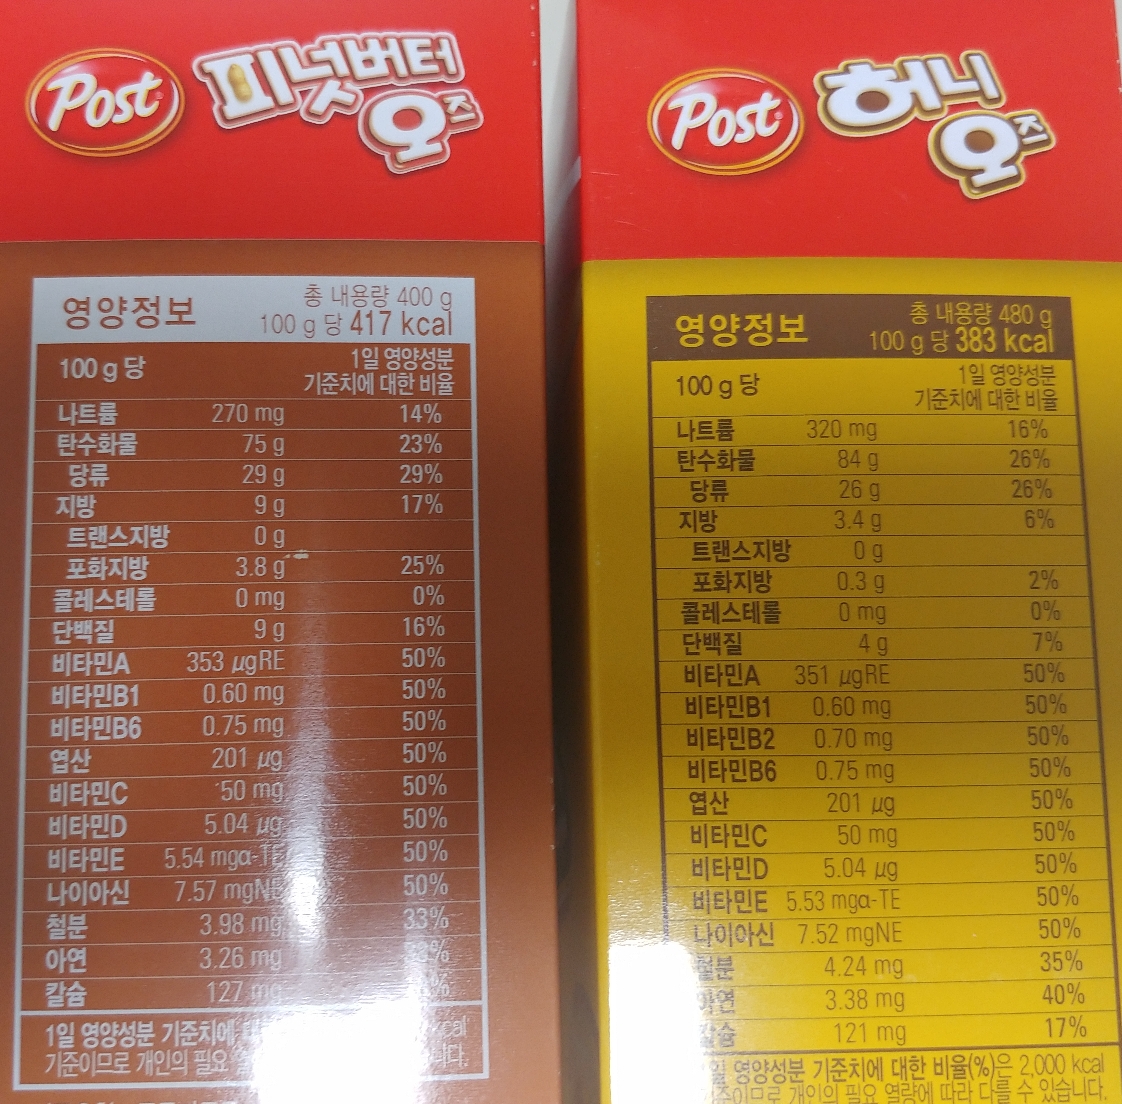 Post 피넛버터 오즈
영양정보
총 내용량 400 g
100 g 당 417 kcal
100 g 당
1일 영양성분
기준치에 대한 비율
나트륨 270 mg 14%
탄수화물 75 g 23%
당류 29 g 29%
지방 9 g 17%
트랜스지방 0 g
포화지방 3.8 g 25%
콜레스테롤 0 mg 0%
단백질 9 g 16%
비타민A 353 µgRE 50%
비타민B1 0.60 mg 50%
비타민B6 0.75 mg 50%
엽산 201 µg 50%
비타민C 50 mg 50%
비타민D 5.04 µg 50%
비타민E 5.54 mgα-TE 50%
나이아신 7.57 mgNE 50%
철분 3.98 mg 33%
아연 3.26 mg
칼슘 127 mg
1일 영양성분 기준치에
기준이므로 개인의 필요
Post 허니 오즈
영양정보
총 내용량 480 g
100 g 당 383 kcal
100 g 당
1일 영양성분
기준치에 대한 비율
나트륨 320 mg 16%
탄수화물 84 g 26%
당류 26 g 26%
지방 3.4 g 6%
트랜스지방 0 g
포화지방 0.3 g 2%
콜레스테롤 0 mg 0%
단백질 4 g 7%
비타민A 351 µgRE 50%
비타민B1 0.60 mg 50%
비타민B2 0.70 mg 50%
비타민B6 0.75 mg 50%
엽산 201 µg 50%
비타민C 50 mg 50%
비타민D 5.04 µg 50%
비타민E 5.53 mgα-TE 50%
나이아신 7.52 mgNE 50%
철분 4.24 mg 35%
아연 3.38 mg 40%
칼슘 121 mg 17%
영양성분 기준치에 대한 비율(%)은 2,000 kcal
개인의 필요 열량에 따라 다를 수 있습니다.